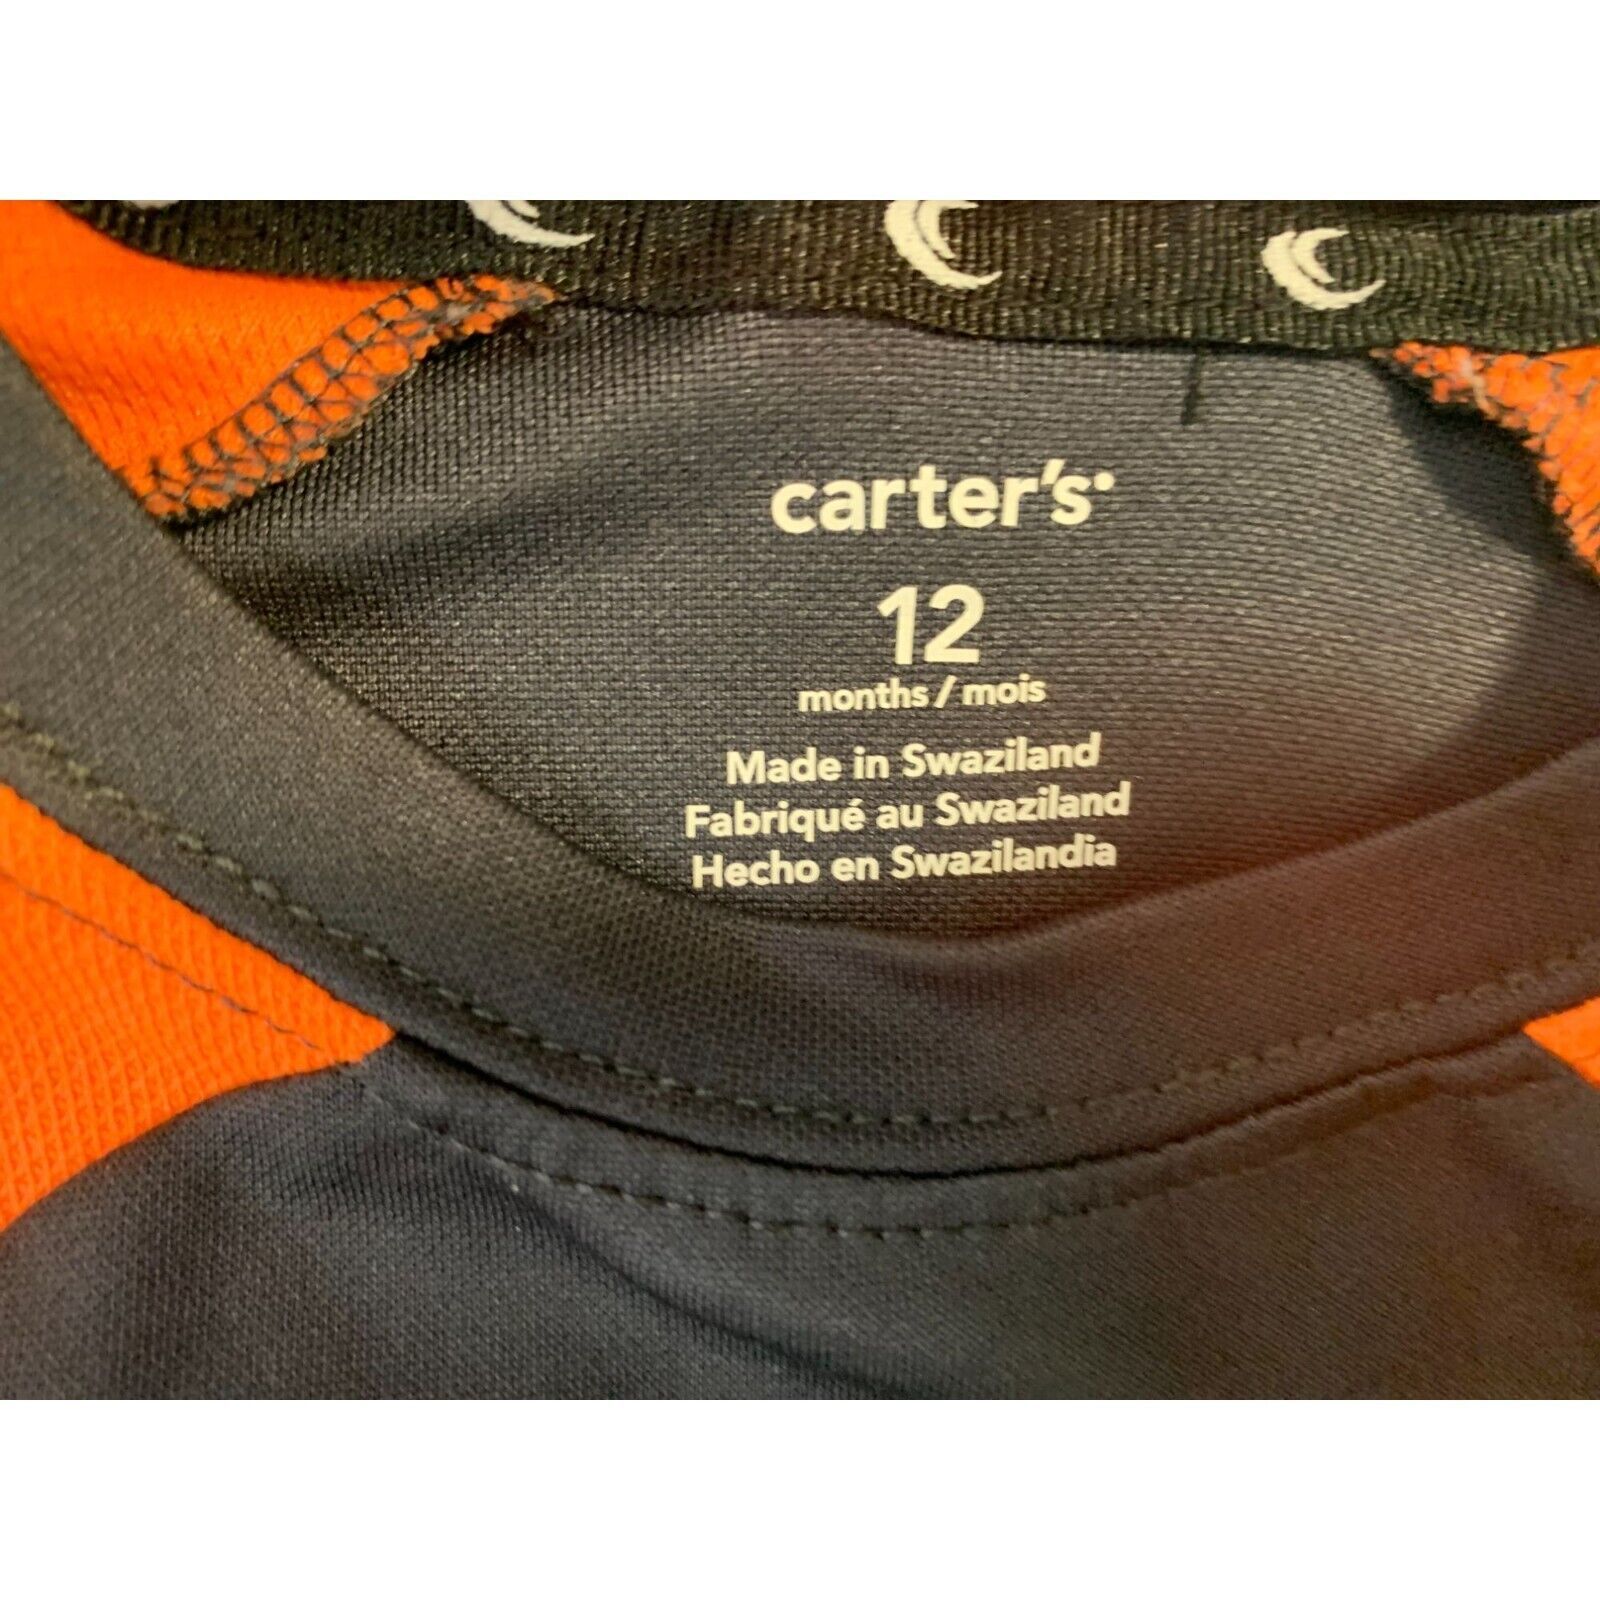 carter's
12
months / mois
Made in Swaziland
Fabriqué au Swaziland
Hecho en Swazilandia